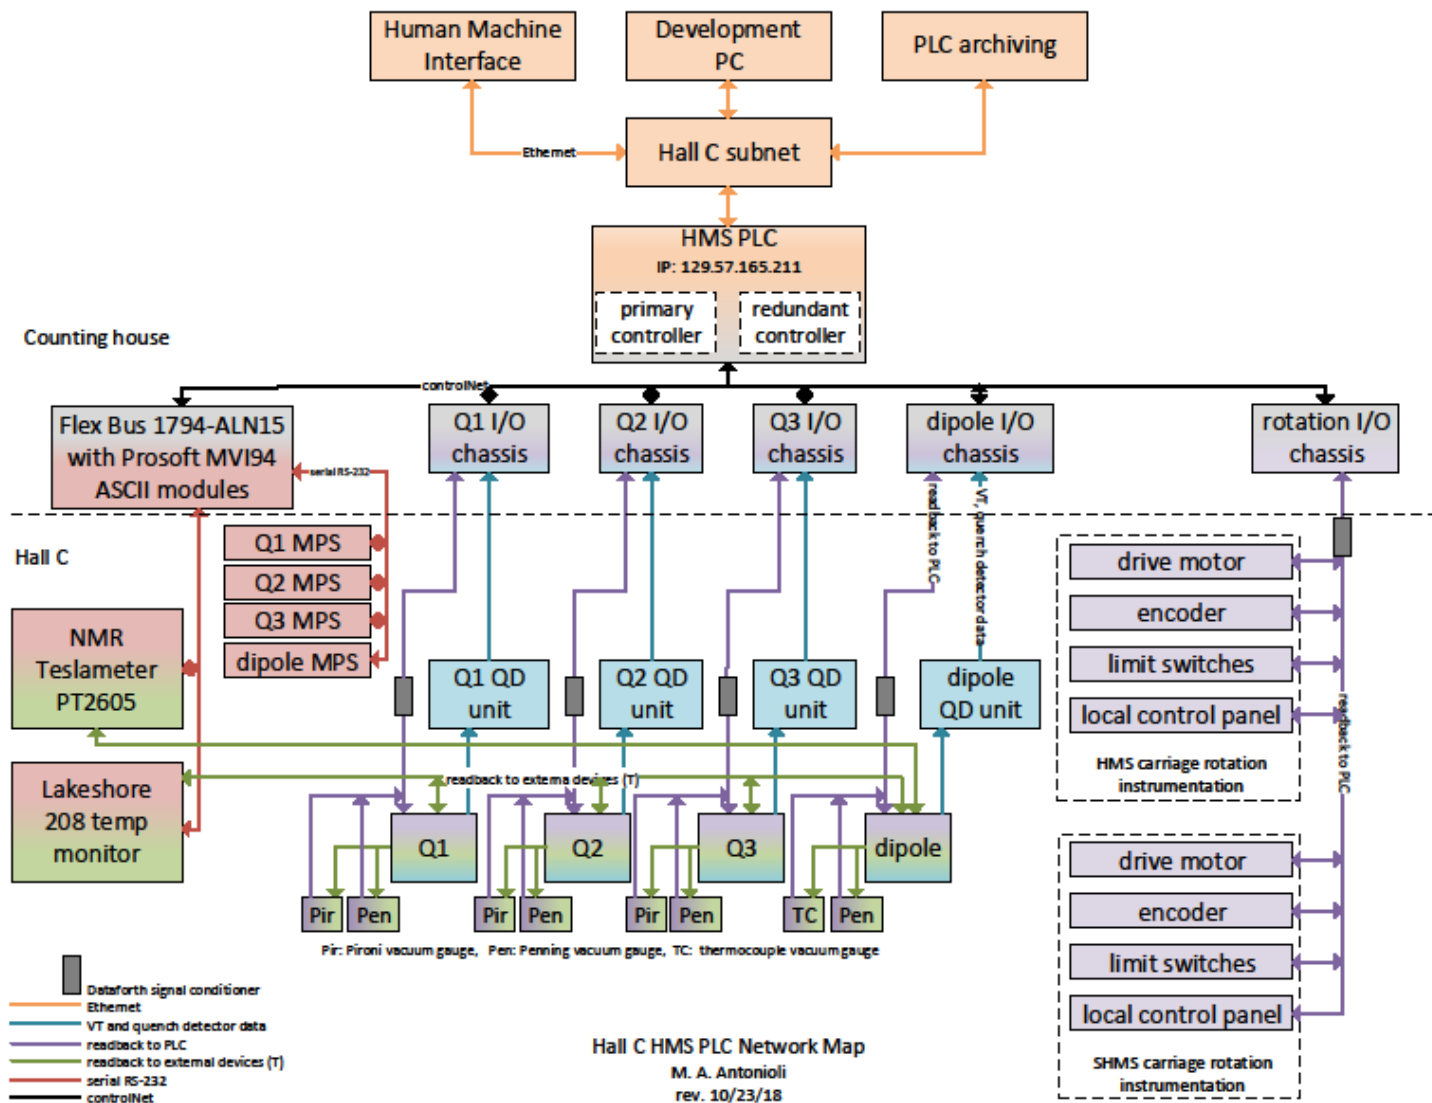 Human Machine
Interface
Development
PC
PLC archiving
Ethernet
Hall C subnet
HMS PLC
IP: 129.57.165.211
primary
controller
redundant
controller
Counting house
controlNet
Flex Bus 1794-ALN15
with Prosoft MVI94
ASCII modules
Q1 I/O
chassis
Q2 I/O
chassis
Q3 I/O
chassis
dipole I/O
chassis
rotation I/O
chassis
serial RS-232
readback to PLC
VT, quench detector data
Hall C
Q1 MPS
Q2 MPS
Q3 MPS
dipole MPS
NMR
Teslameter
PT2605
Q1 QD
unit
Q2 QD
unit
Q3 QD
unit
dipole
QD unit
drive motor
encoder
limit switches
local control panel
HMS carriage rotation
instrumentation
readback to PLC
Lakeshore
208 temp
monitor
readback to external devices (T)
Q1
Q2
Q3
dipole
Pir
Pen
Pir
Pen
Pir
Pen
TC
Pen
Pir: Pironi vacuum gauge, Pen: Penning vacuum gauge, TC: thermocouple vacuum gauge
drive motor
encoder
limit switches
local control panel
SHMS carriage rotation
instrumentation
Dataforth signal conditioner
Ethernet
VT and quench detector data
readback to PLC
readback to external devices (T)
serial RS-232
controlNet
Hall C HMS PLC Network Map
M. A. Antonioli
rev. 10/23/18